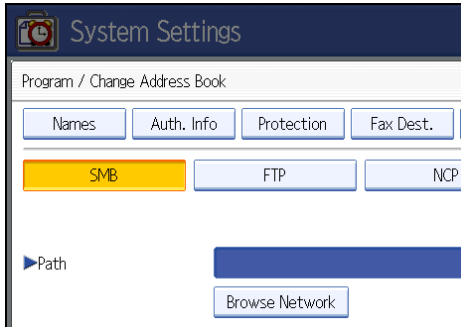 System Settings
Program / Change Address Book
Names Auth. Info Protection Fax Dest.
SMB FTP NCP
▶Path
Browse Network